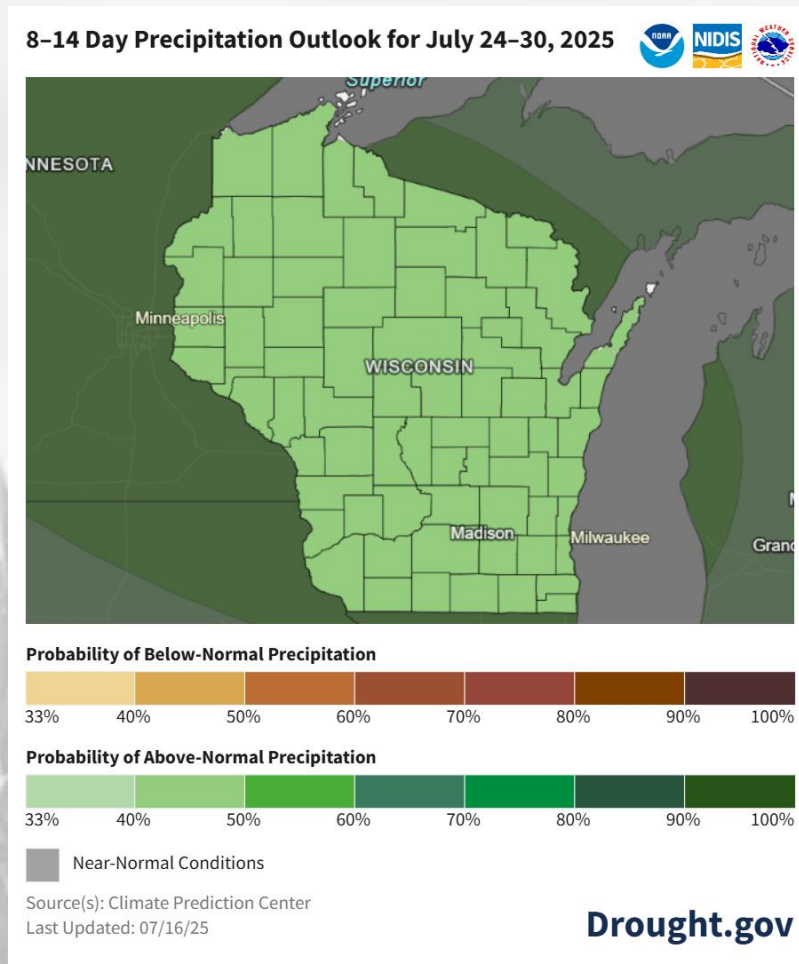 8–14 Day Precipitation Outlook for July 24–30, 2025
NOAA
NIDIS
Superior
NNESOTA
Minneapolis
WISCONSIN
Madison
Milwaukee
Grand
Probability of Below-Normal Precipitation
33% 40% 50% 60% 70% 80% 90% 100%
Probability of Above-Normal Precipitation
33% 40% 50% 60% 70% 80% 90% 100%
Near-Normal Conditions
Source(s): Climate Prediction Center
Last Updated: 07/16/25
Drought.gov